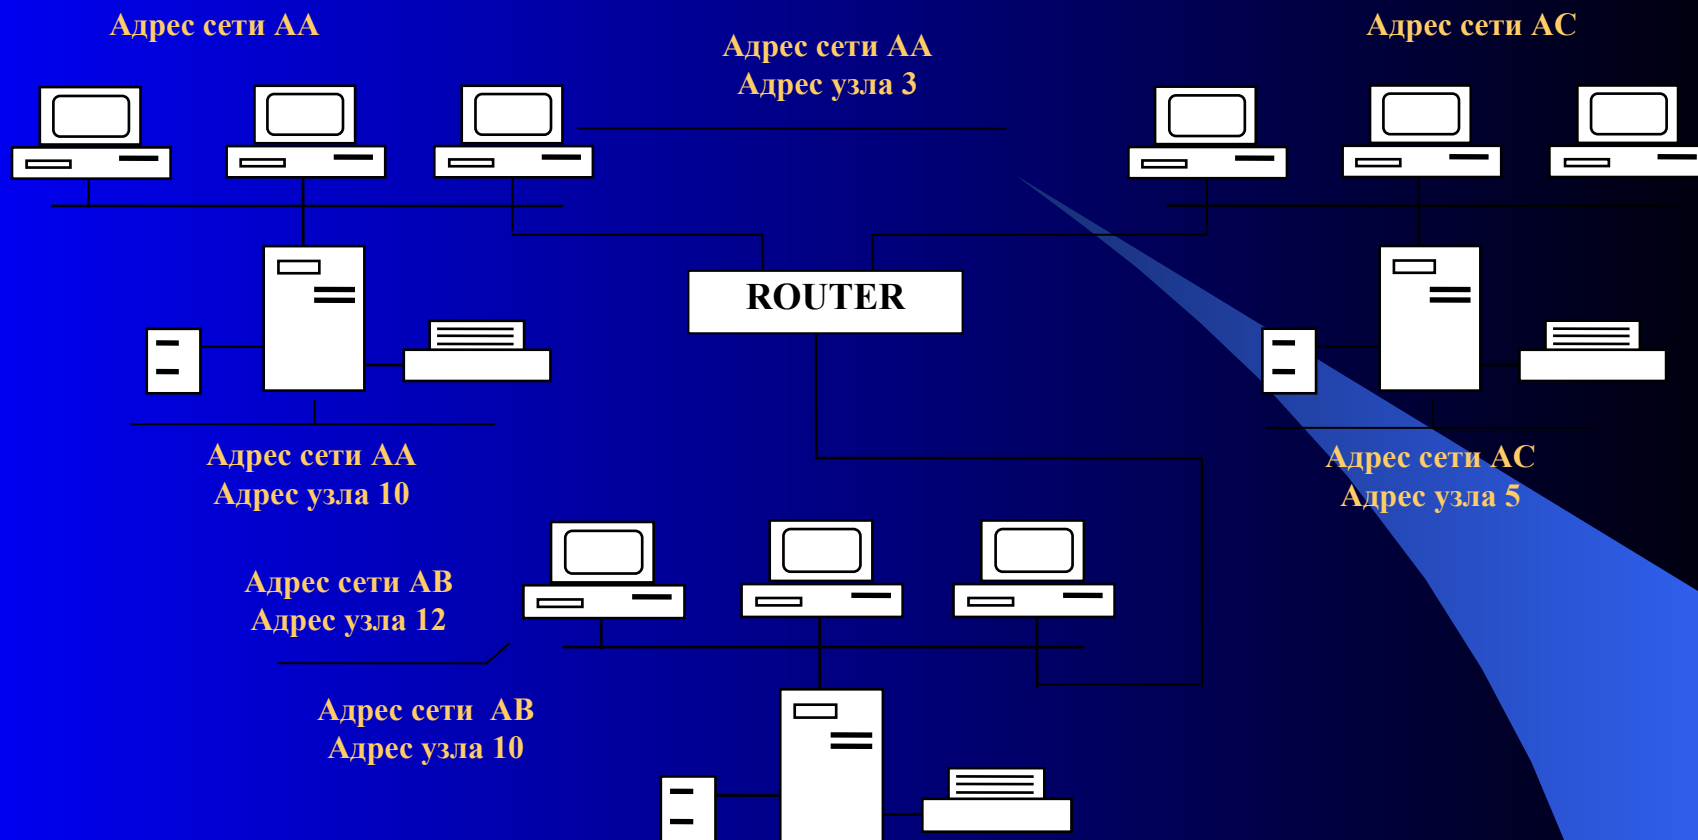 Адрес сети АА
Адрес сети АА
Адрес узла 3
Адрес сети АС
ROUTER
Адрес сети АА
Адрес узла 10
Адрес сети АС
Адрес узла 5
Адрес сети АВ
Адрес узла 12
Адрес сети АВ
Адрес узла 10